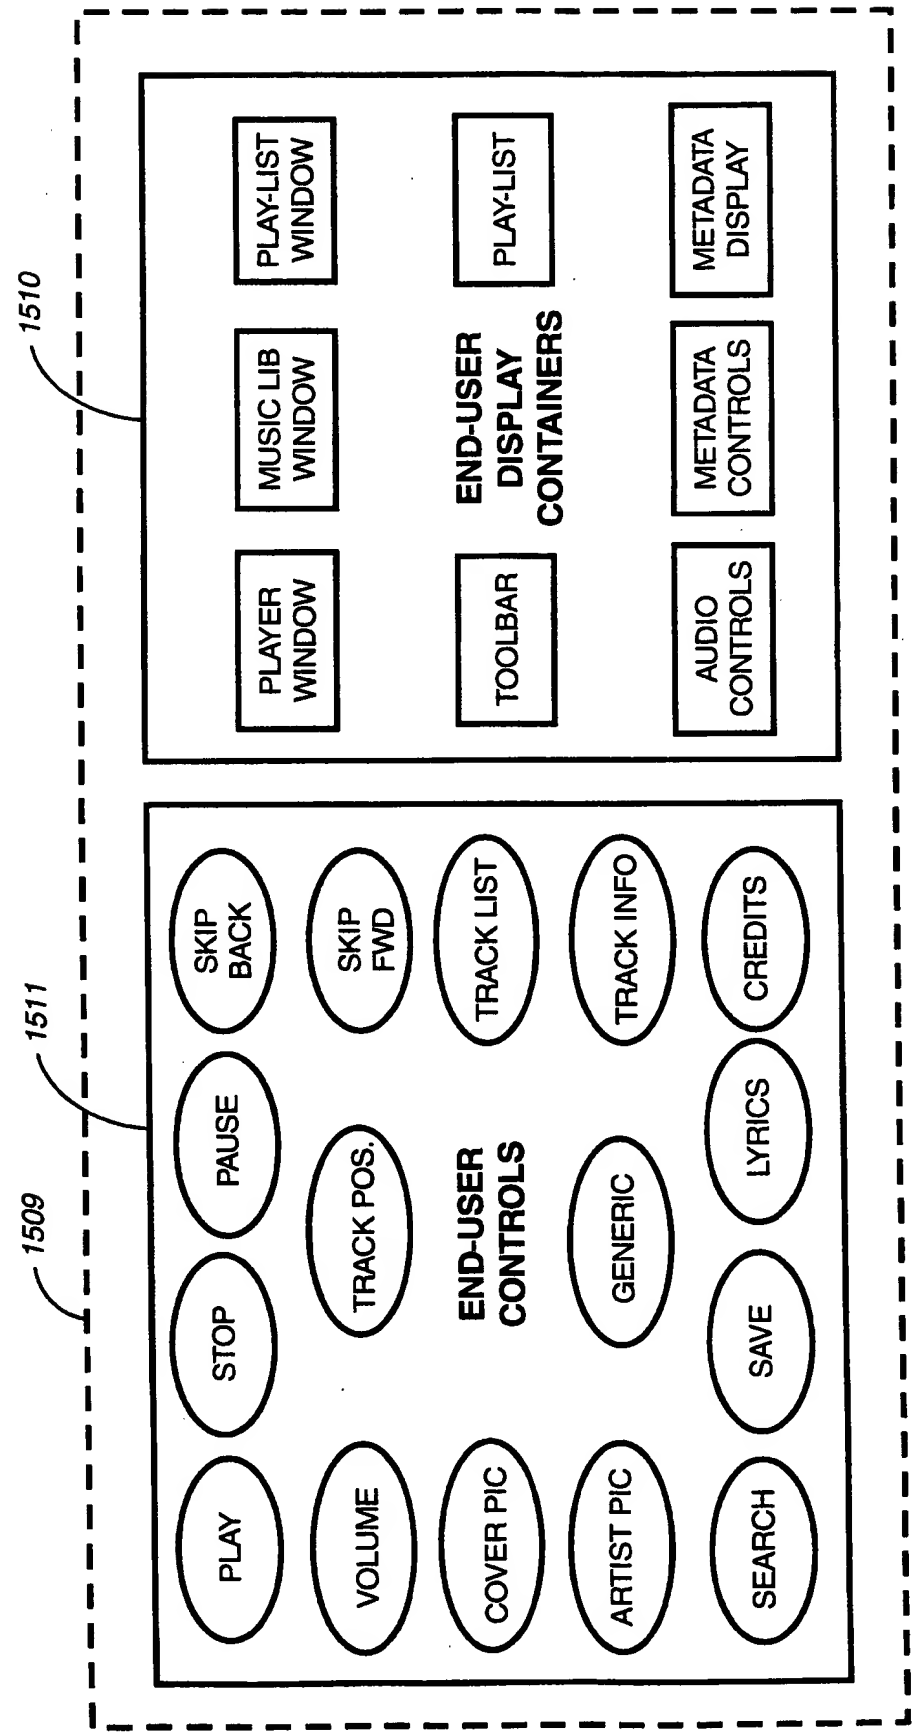 1509
1511
1510
PLAY
STOP
PAUSE
SKIP
BACK
VOLUME
TRACK POS.
SKIP
FWD
COVER PIC
END-USER
CONTROLS
TRACK LIST
ARTIST PIC
GENERIC
TRACK INFO
SEARCH
SAVE
LYRICS
CREDITS
PLAYER
WINDOW
MUSIC LIB
WINDOW
PLAY-LIST
WINDOW
TOOLBAR
END-USER
DISPLAY
CONTAINERS
PLAY-LIST
AUDIO
CONTROLS
METADATA
CONTROLS
METADATA
DISPLAY